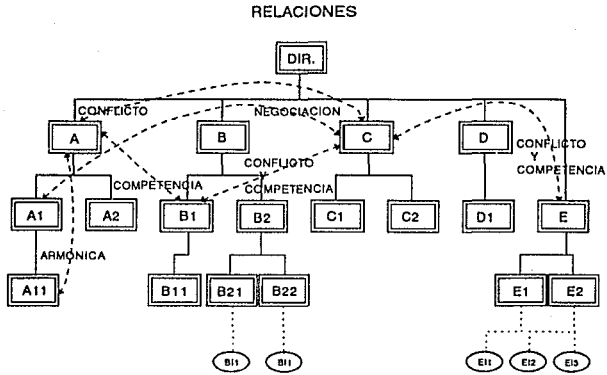 RELACIONES
DIR.
CONFLICTO
NEGOCIACION
A
B
C
D
CONFLICTO
Y
COMPETENCIA
CONFLICTO
Y
COMPETENCIA
COMPETENCIA
A1
A2
B1
B2
C1
C2
D1
E
ARMONICA
A11
B11
B21
B22
E1
E2
BI1
BI1
EI1
EI2
EI3